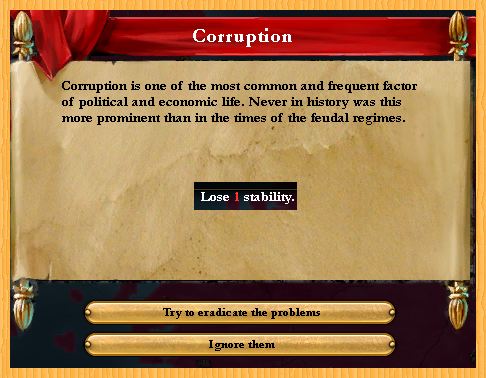 Corruption
Corruption is one of the most common and frequent factor
of political and economic life. Never in history was this
more prominent than in the times of the feudal regimes.
Lose 1 stability.
Try to eradicate the problems
Ignore them